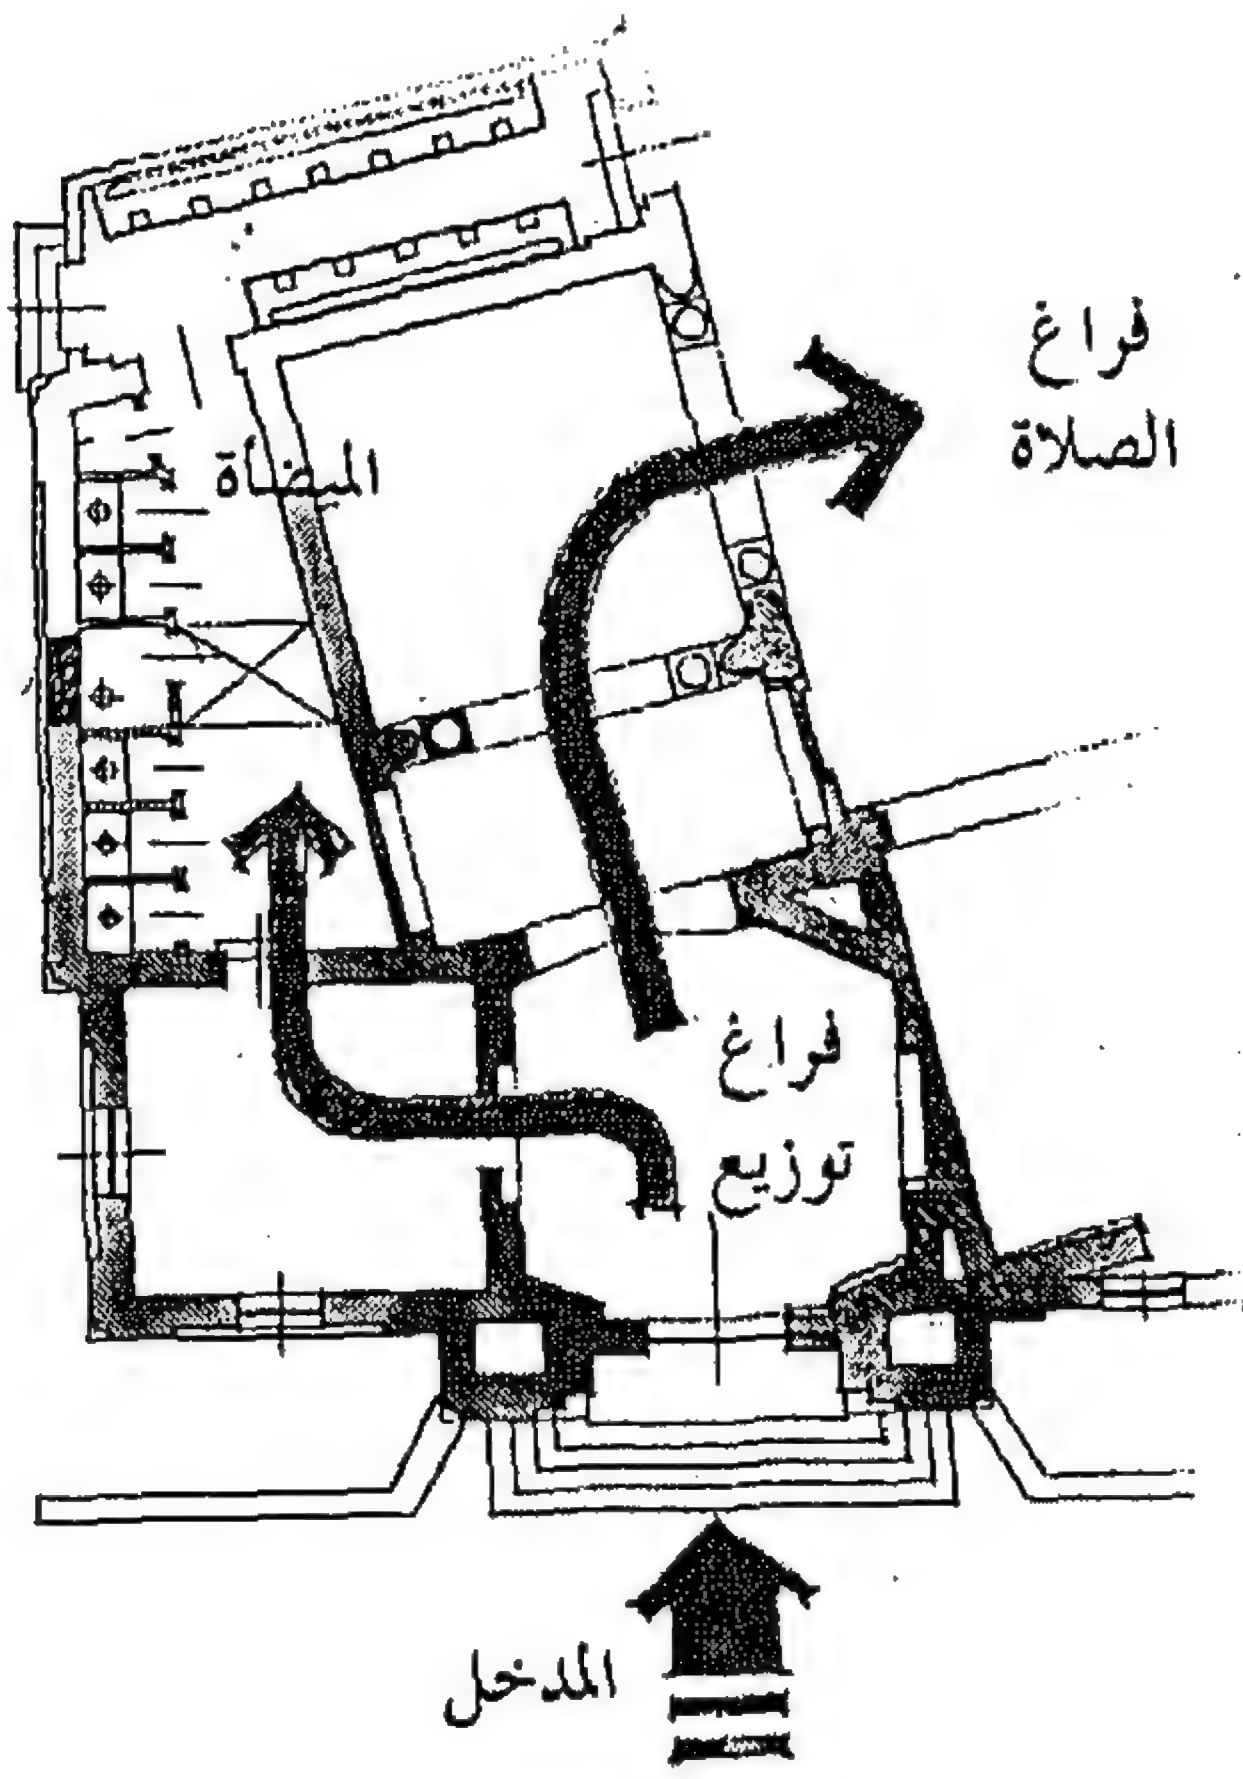 فراغ
الصلاة
الميضأة
فراغ
توزيع
المدخل